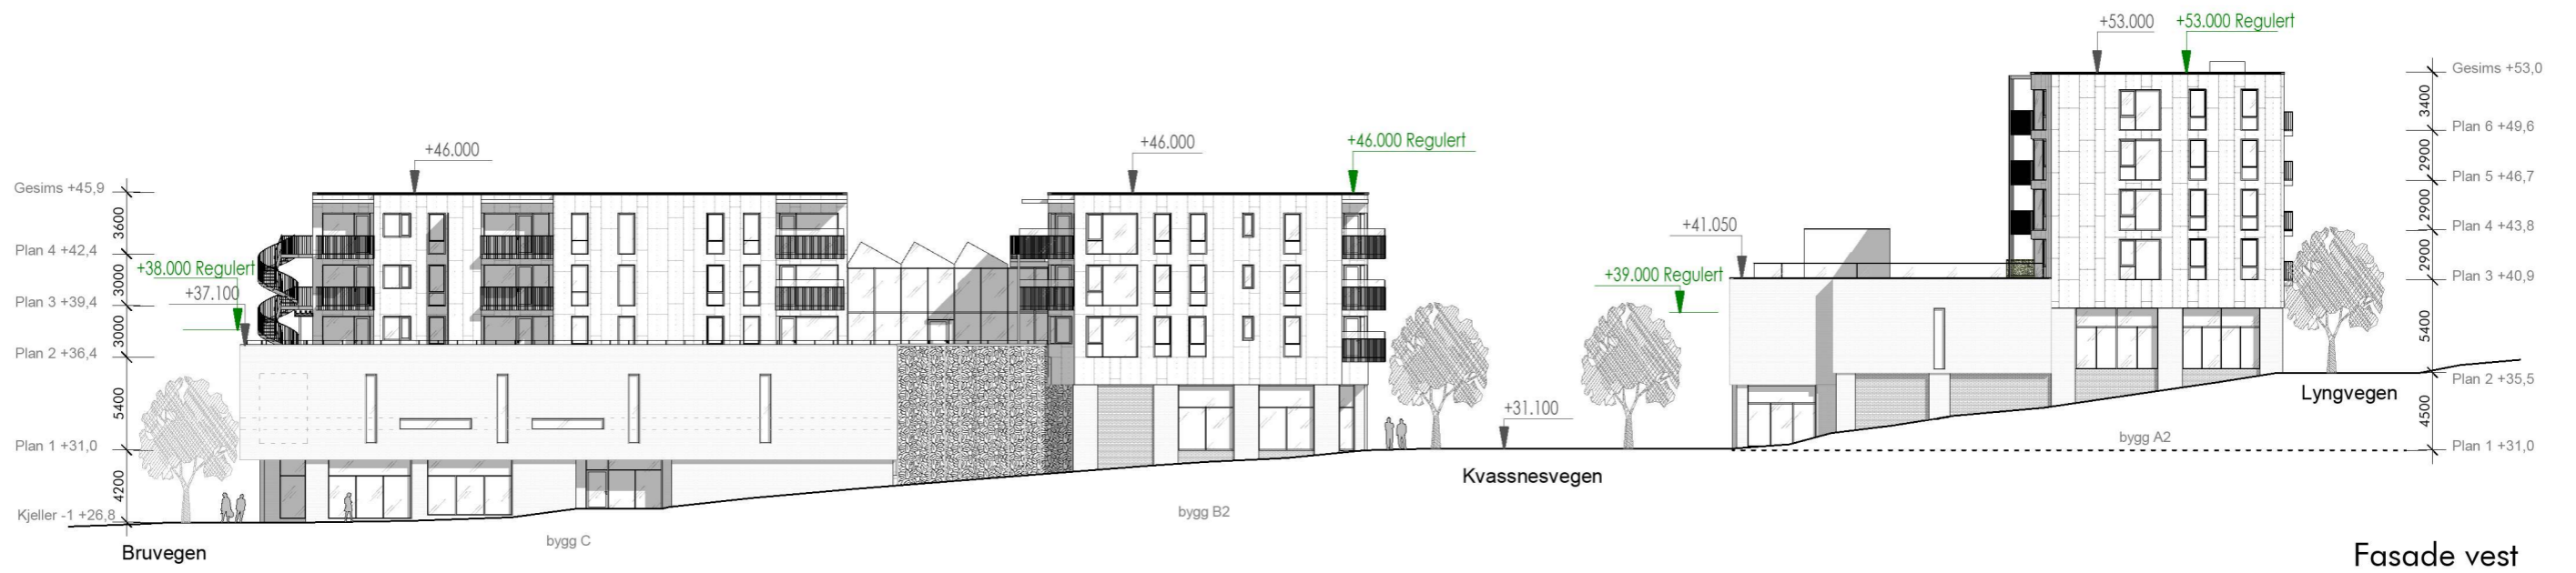 +53.000
+53.000 Regulert
Gesims +53,0
3400
Plan 6 +49,6
2900
Plan 5 +46,7
2900
Plan 4 +43,8
2900
Plan 3 +40,9
5400
Plan 2 +35,5
4500
Plan 1 +31,0
+46.000
+46.000
+46.000 Regulert
Gesims +45,9
3600
Plan 4 +42,4
3000
Plan 3 +39,4
3000
Plan 2 +36,4
5400
Plan 1 +31,0
4200
Kjeller -1 +26,8
+38.000 Regulert
+37.100
+41.050
+39.000 Regulert
+31.100
Lyngvegen
bygg A2
Kvassnesvegen
bygg B2
bygg C
Bruvegen
Fasade vest